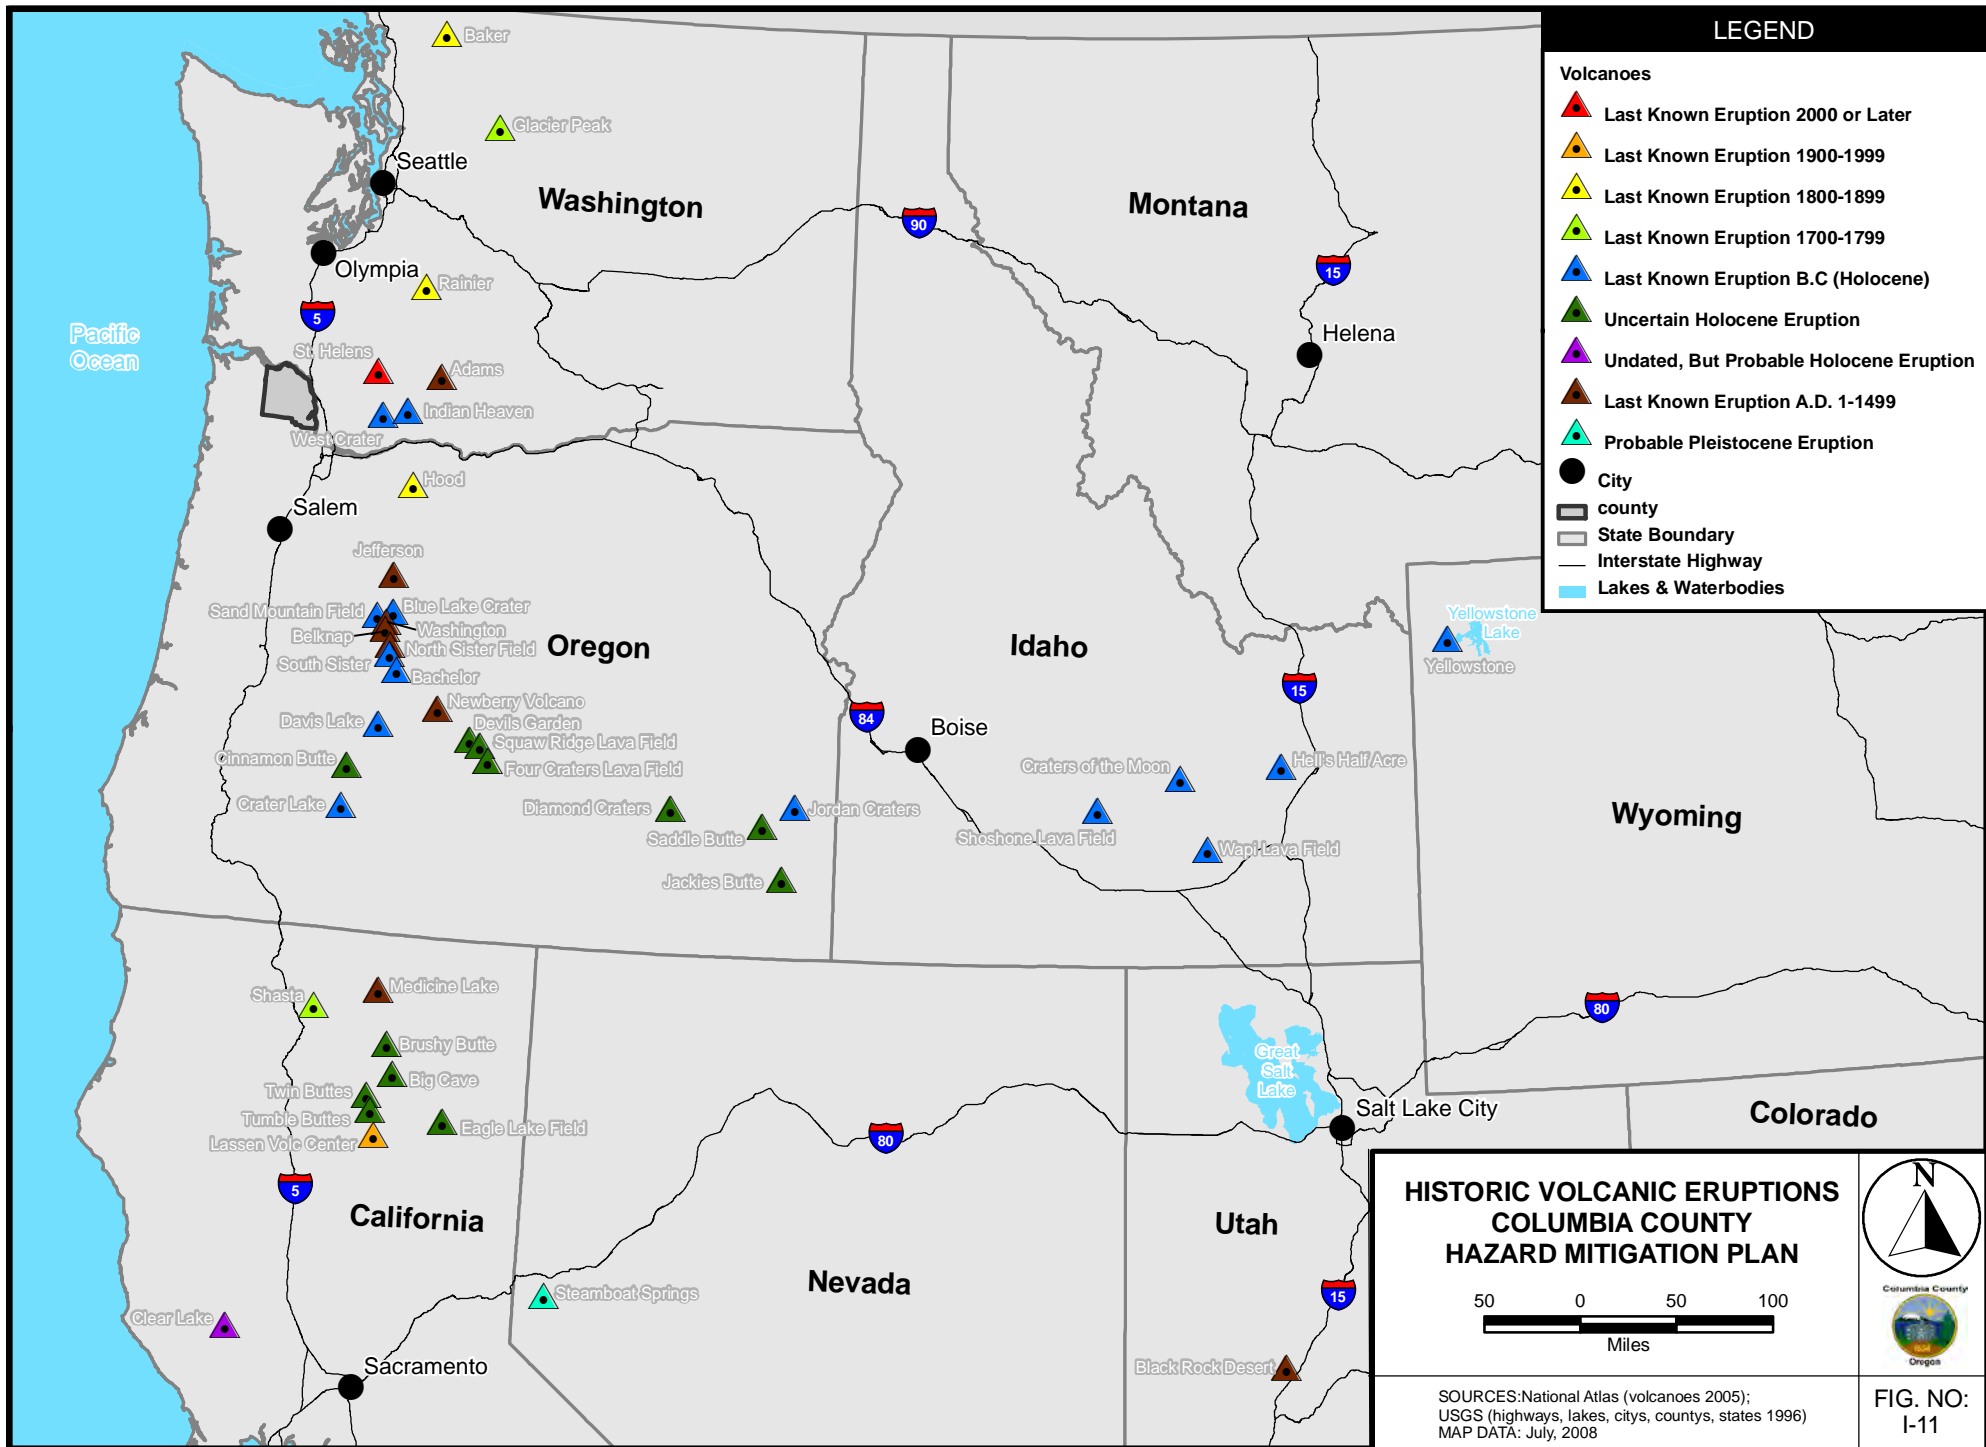 LEGEND
Volcanoes
Last Known Eruption 2000 or Later
Last Known Eruption 1900-1999
Last Known Eruption 1800-1899
Last Known Eruption 1700-1799
Last Known Eruption B.C (Holocene)
Uncertain Holocene Eruption
Undated, But Probable Holocene Eruption
Last Known Eruption A.D. 1-1499
Probable Pleistocene Eruption
City
county
State Boundary
Interstate Highway
Lakes & Waterbodies
Baker
Glacier Peak
Seattle
Washington
Montana
90
Olympia
Rainier
15
5
Pacific
Ocean
Helena
St. Helens
Adams
Indian Heaven
West Crater
Hood
Salem
Jefferson
Sand Mountain Field
Blue Lake Crater
Belknap
Washington
North Sister Field
South Sister
Bachelor
Oregon
Idaho
Yellowstone
Lake
Yellowstone
Newberry Volcano
Devils Garden
Davis Lake
Squaw Ridge Lava Field
Cinnamon Butte
Four Craters Lava Field
Crater Lake
84
Boise
15
Craters of the Moon
Hell's Half Acre
Diamond Craters
Jordan Craters
Saddle Butte
Shoshone Lava Field
Wapi Lava Field
Wyoming
Jackies Butte
Medicine Lake
Shasta
80
Brushy Butte
Great
Salt
Lake
Big Cave
Twin Buttes
Tumble Buttes
Eagle Lake Field
Lassen Volc Center
80
Salt Lake City
Colorado
5
California
Utah
Nevada
Steamboat Springs
15
Clear Lake
Sacramento
Black Rock Desert
HISTORIC VOLCANIC ERUPTIONS
COLUMBIA COUNTY
HAZARD MITIGATION PLAN
50 0 50 100
Miles
N
Columbia County
1854
Oregon
SOURCES:National Atlas (volcanoes 2005);
USGS (highways, lakes, citys, countys, states 1996)
MAP DATA: July, 2008
FIG. NO:
I-11